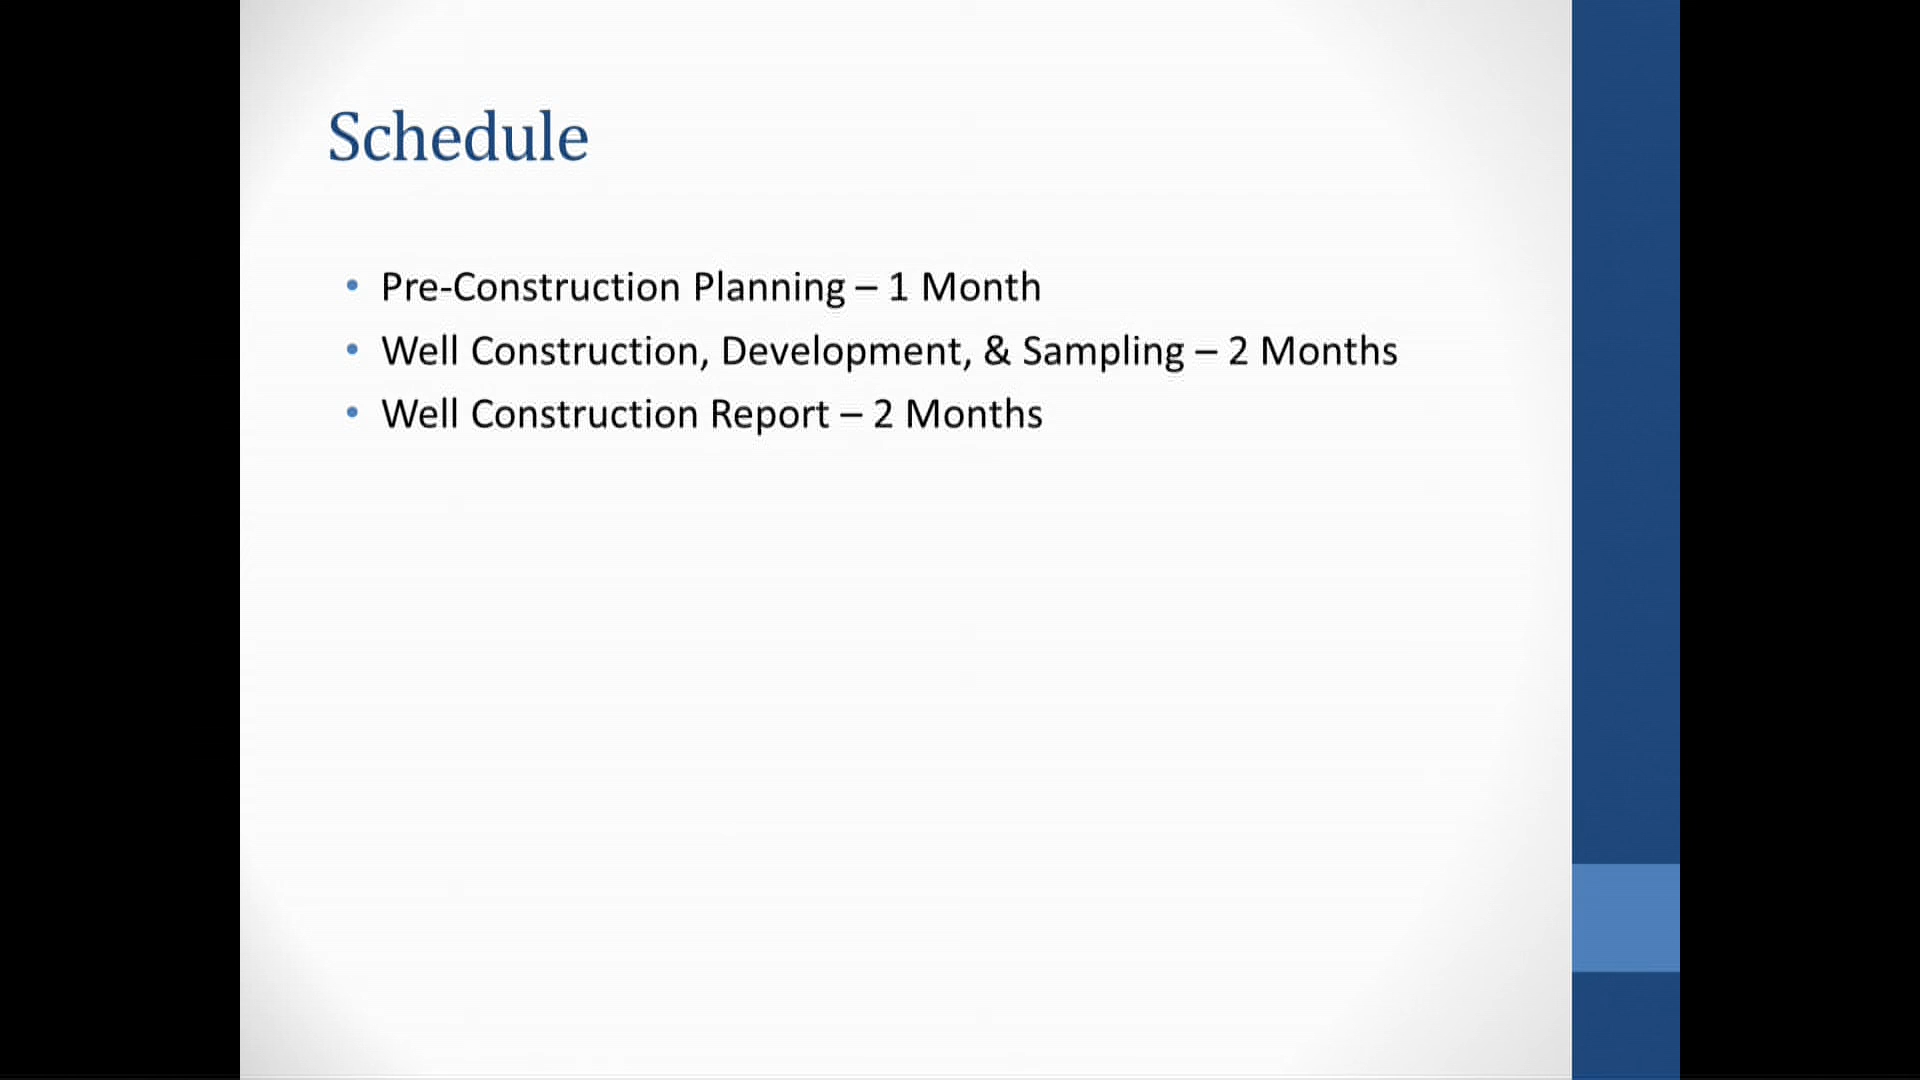 Schedule
• Pre-Construction Planning – 1 Month
• Well Construction, Development, & Sampling – 2 Months
• Well Construction Report – 2 Months